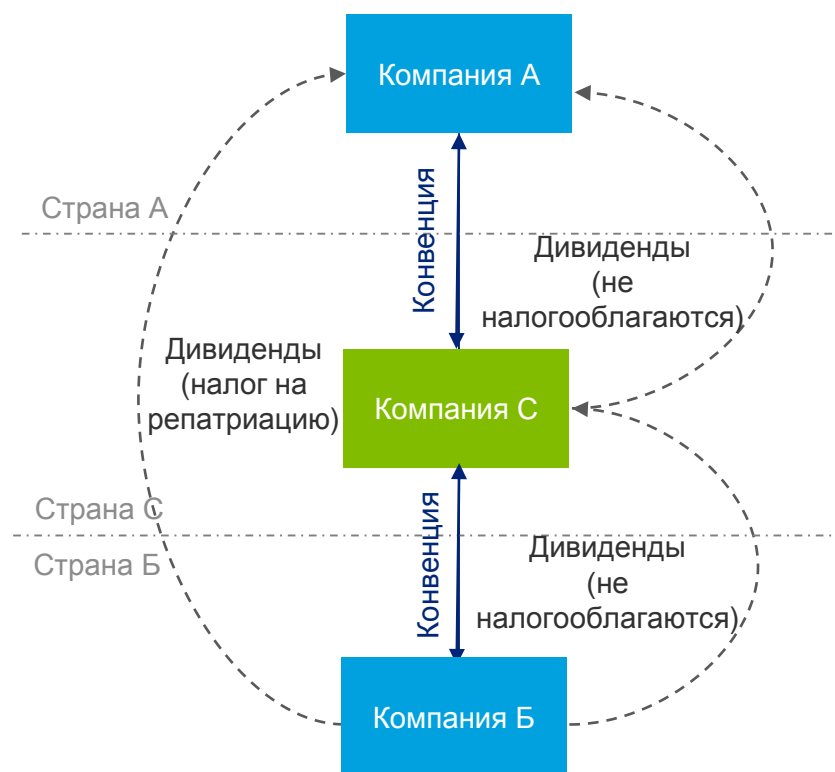 Компания А
Страна А
Конвенция
Дивиденды
(не
налогооблагаются)
Дивиденды
(налог на
репатриацию)
Компания С
Страна С
Страна Б
Конвенция
Дивиденды
(не
налогооблагаются)
Компания Б